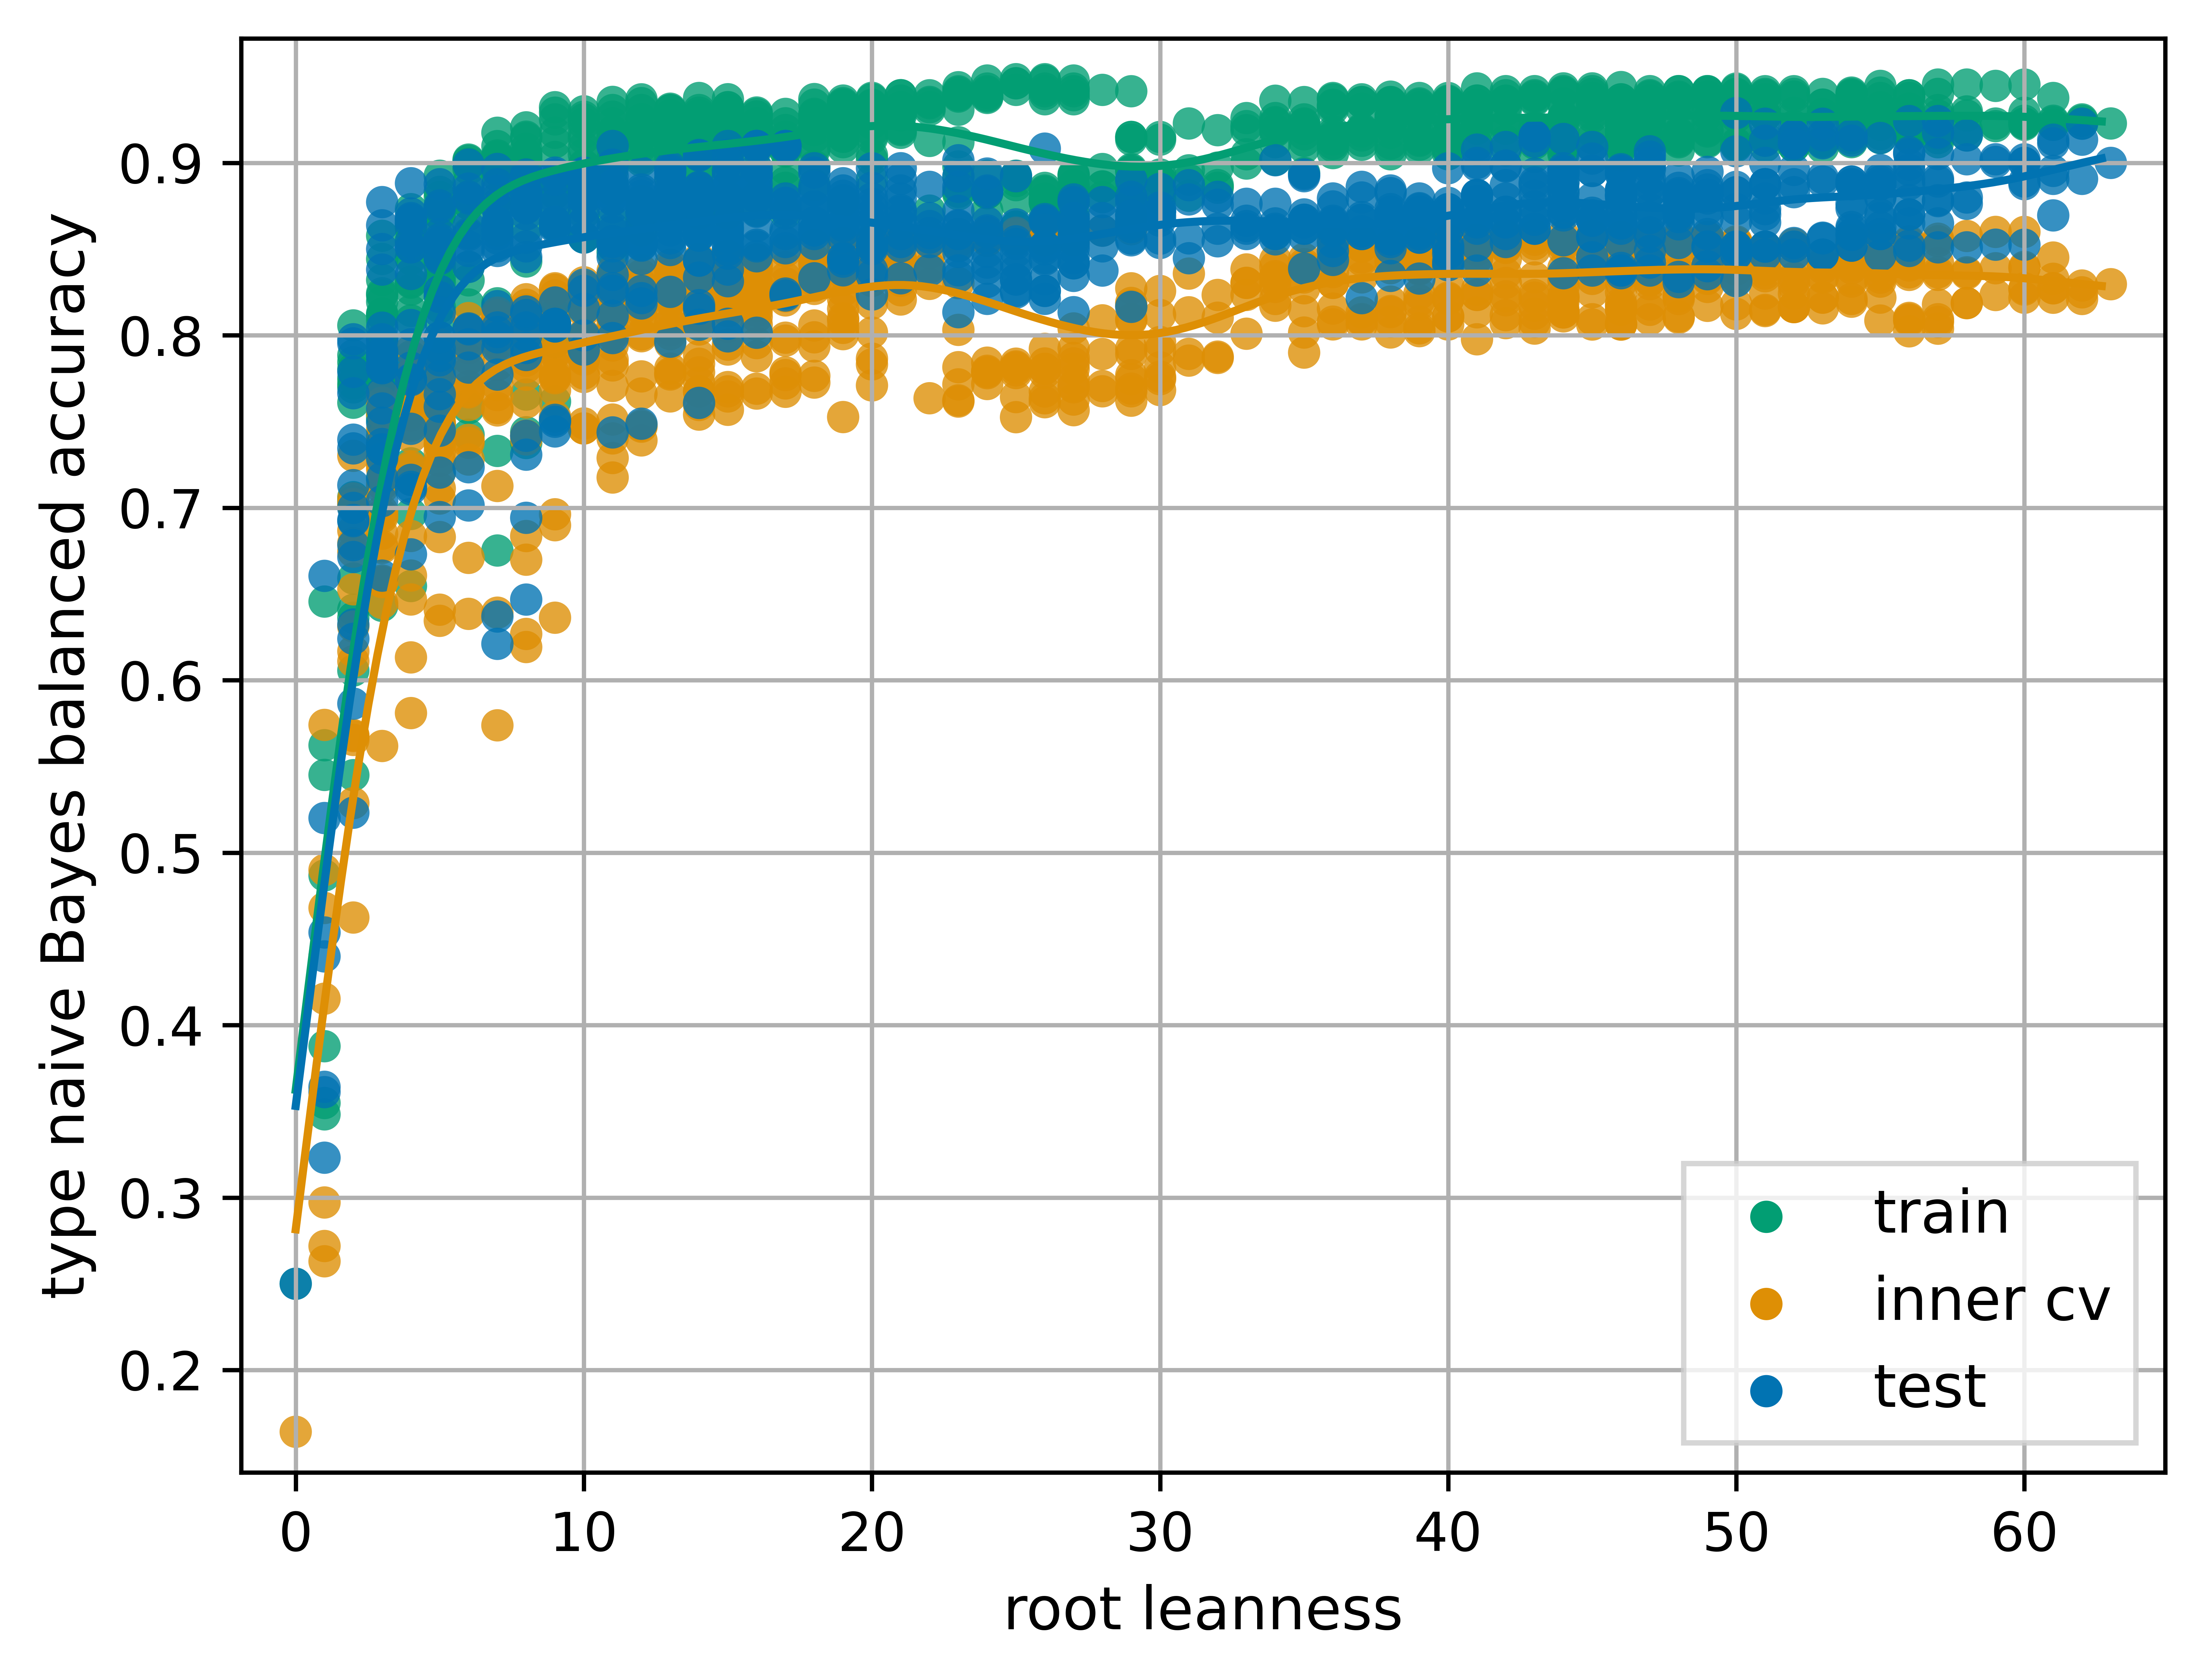 type naive Bayes balanced accuracy
0.9
0.8
0.7
0.6
0.5
0.4
0.3
0.2
train
inner cv
test
0 10 20 30 40 50 60
root leanness